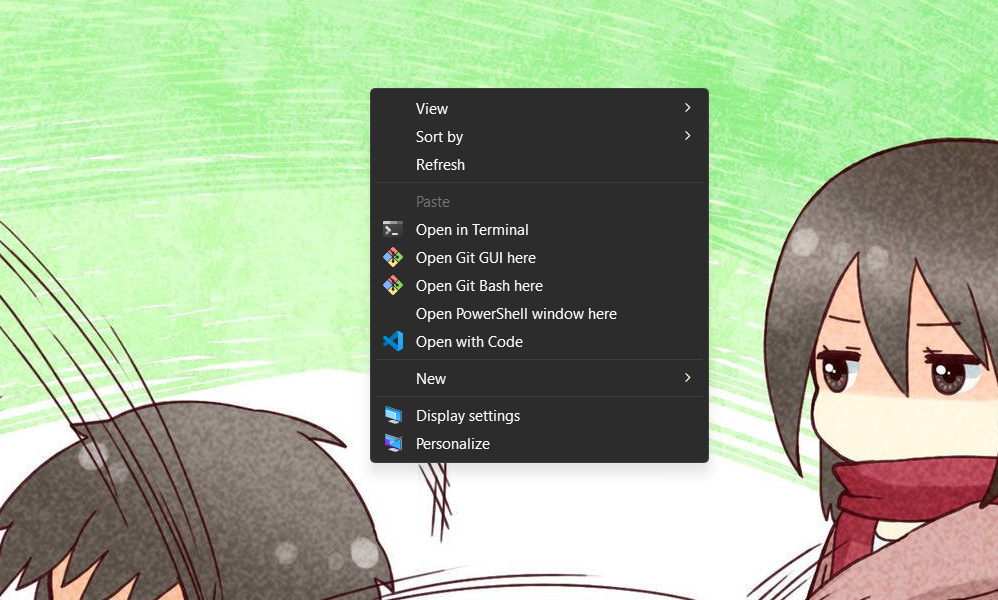 View
Sort by
Refresh
Paste
Open in Terminal
Open Git GUI here
Open Git Bash here
Open PowerShell window here
Open with Code
New
Display settings
Personalize